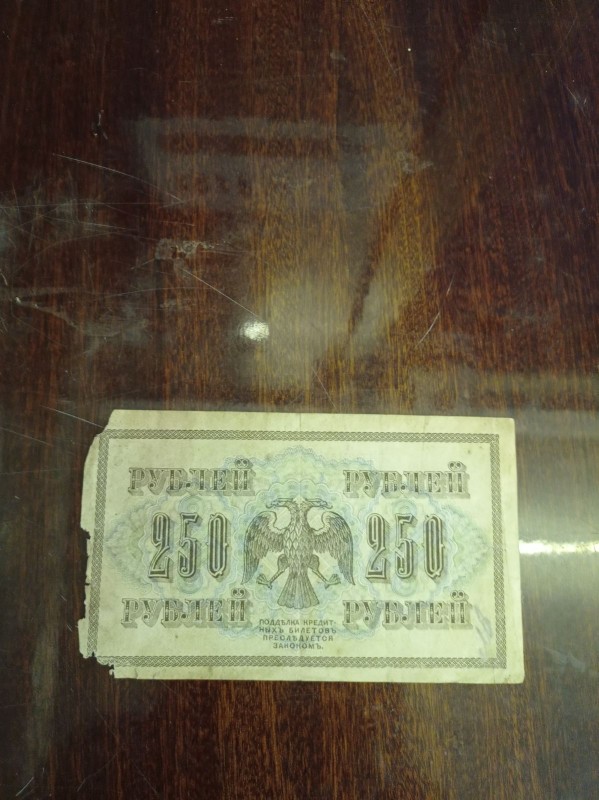 РУБЛЕЙ РУБЛЕЙ
250 250
РУБЛЕЙ РУБЛЕЙ
ПОДДѢЛКА КРЕДИТ-
НЫХЪ БИЛЕТОВЪ
ПРЕСЛѢДУЕТСЯ
ЗАКОНОМЪ.